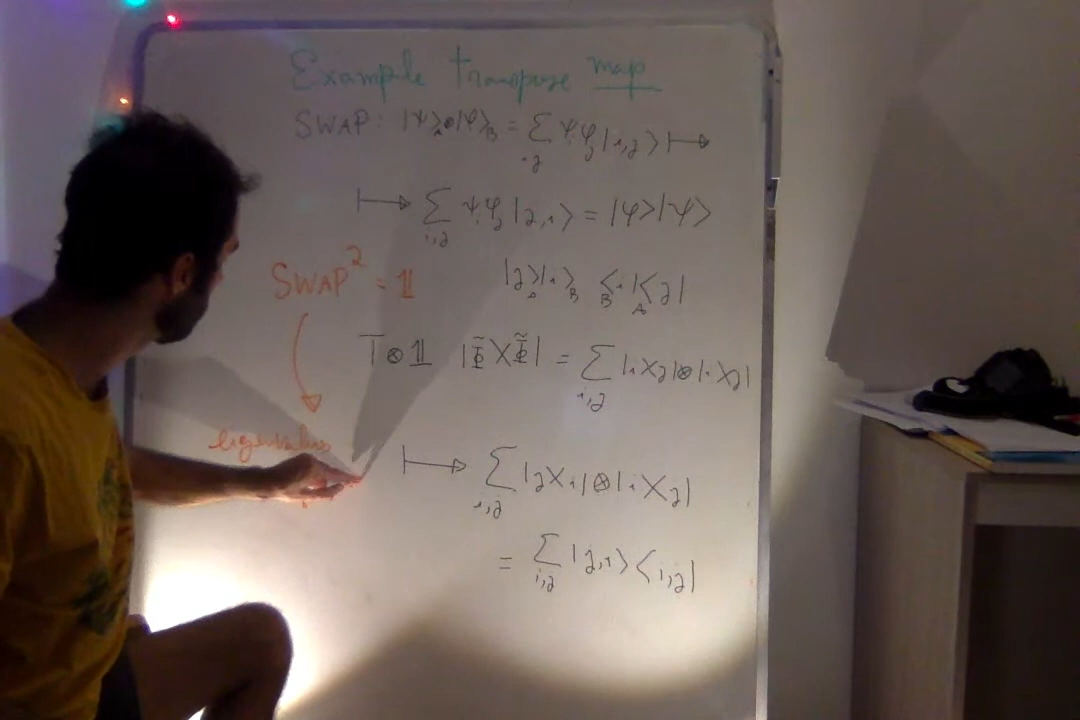 Example transpose map
SWAP: |ψ>_A⊗|φ>_B = Σ_{i,j} ψ_i φ_j |i,j> ↦
↦ Σ_{i,j} ψ_i φ_j |j,i> = |φ>|ψ>
SWAP² = 𝟙
|j>_A|i>_B _B<i|_A<j|
T⊗𝟙 |Φ̃><Φ̃| = Σ_{i,j} |i><j|⊗|i><j|
eigenvalues
↦ Σ_{i,j} |j><i|⊗|i><j|
= Σ_{i,j} |j,i><i,j|